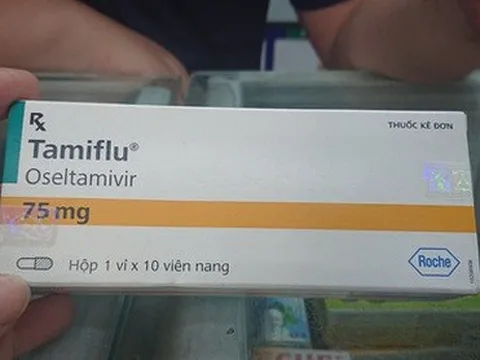 Rx
THUỐC KÊ ĐƠN
Tamiflu®
Oseltamivir
75 mg
Hộp 1 vỉ x 10 viên nang
Roche